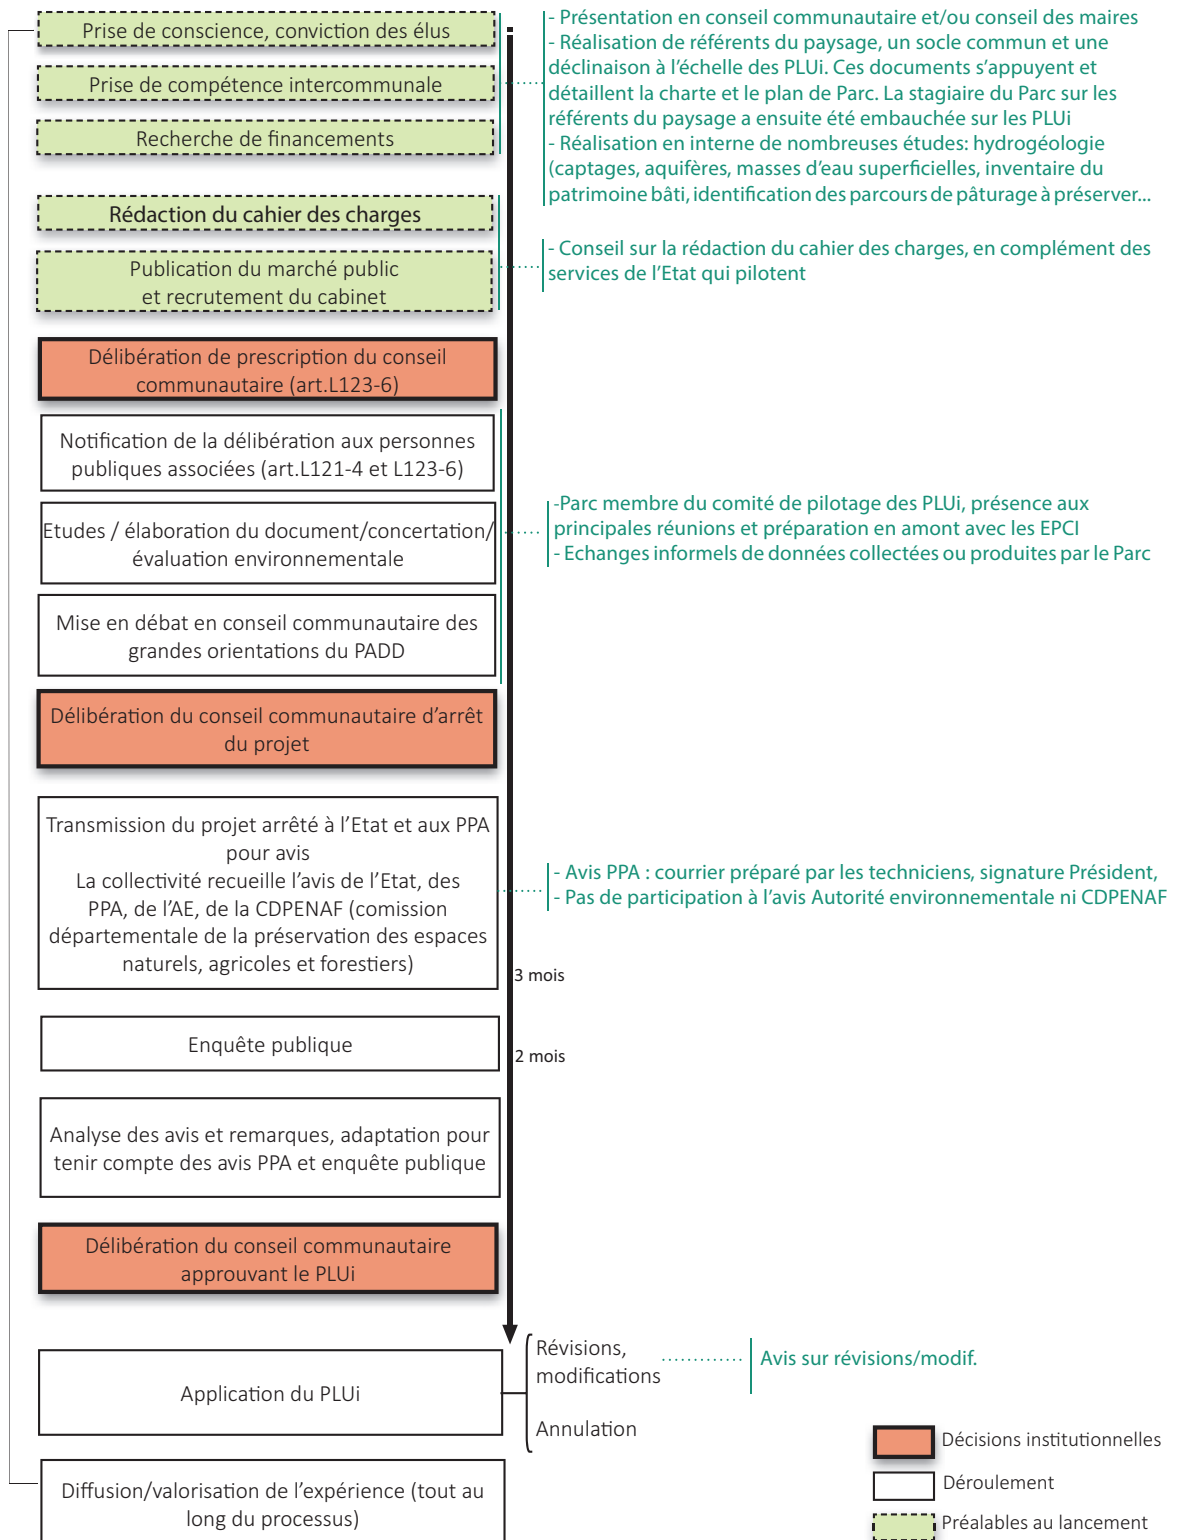 Prise de conscience, conviction des élus
Prise de compétence intercommunale
Recherche de financements
- Présentation en conseil communautaire et/ou conseil des maires
- Réalisation de référents du paysage, un socle commun et une
déclinaison à l'échelle des PLUi. Ces documents s'appuyent et
détaillent la charte et le plan de Parc. La stagiaire du Parc sur les
référents du paysage a ensuite été embauchée sur les PLUi
- Réalisation en interne de nombreuses études: hydrogéologie
(captages, aquifères, masses d'eau superficielles, inventaire du
patrimoine bâti, identification des parcours de pâturage à préserver...
Rédaction du cahier des charges
Publication du marché public
et recrutement du cabinet
- Conseil sur la rédaction du cahier des charges, en complément des
services de l'Etat qui pilotent
Délibération de prescription du conseil
communautaire (art.L123-6)
Notification de la délibération aux personnes
publiques associées (art.L121-4 et L123-6)
Etudes / élaboration du document/concertation/
évaluation environnementale
Mise en débat en conseil communautaire des
grandes orientations du PADD
-Parc membre du comité de pilotage des PLUi, présence aux
principales réunions et préparation en amont avec les EPCI
- Echanges informels de données collectées ou produites par le Parc
Délibération du conseil communautaire d'arrêt
du projet
Transmission du projet arrêté à l'Etat et aux PPA
pour avis
La collectivité recueille l'avis de l'Etat, des
PPA, de l'AE, de la CDPENAF (comission
départementale de la préservation des espaces
naturels, agricoles et forestiers)
- Avis PPA : courrier préparé par les techniciens, signature Président,
- Pas de participation à l'avis Autorité environnementale ni CDPENAF
3 mois
Enquête publique
2 mois
Analyse des avis et remarques, adaptation pour
tenir compte des avis PPA et enquête publique
Délibération du conseil communautaire
approuvant le PLUi
Application du PLUi
Révisions,
modifications
Annulation
Avis sur révisions/modif.
Diffusion/valorisation de l'expérience (tout au
long du processus)
Décisions institutionnelles
Déroulement
Préalables au lancement